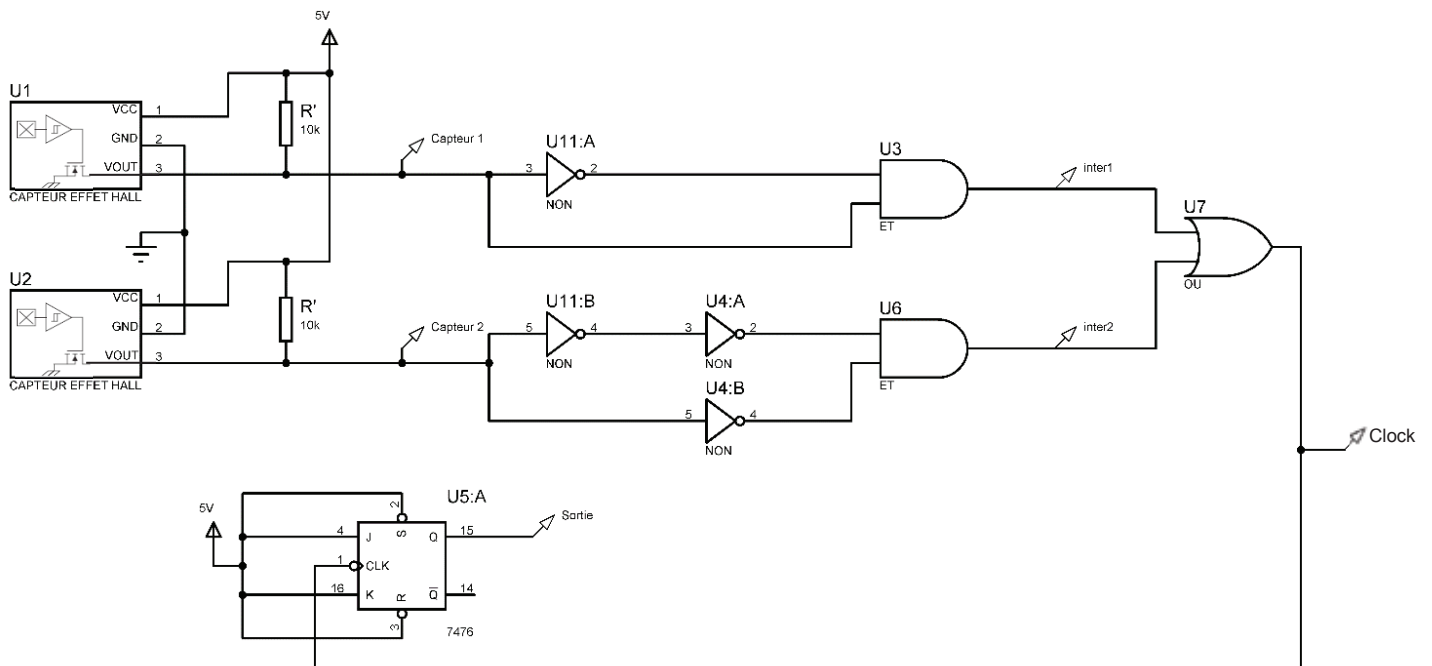 5V
U1
VCC
1
GND
2
VOUT
3
CAPTEUR EFFET HALL
R'
10k
Capteur 1
U11:A
3
2
NON
U3
ET
inter1
U7
OU
U2
VCC
1
GND
2
VOUT
3
CAPTEUR EFFET HALL
R'
10k
Capteur 2
U11:B
5
4
NON
U4:A
3
2
NON
U4:B
5
4
NON
U6
ET
inter2
Clock
5V
U5:A
2
S
4
J
Q
15
Sortie
1
CLK
16
K
R
Q̅
14
3
7476